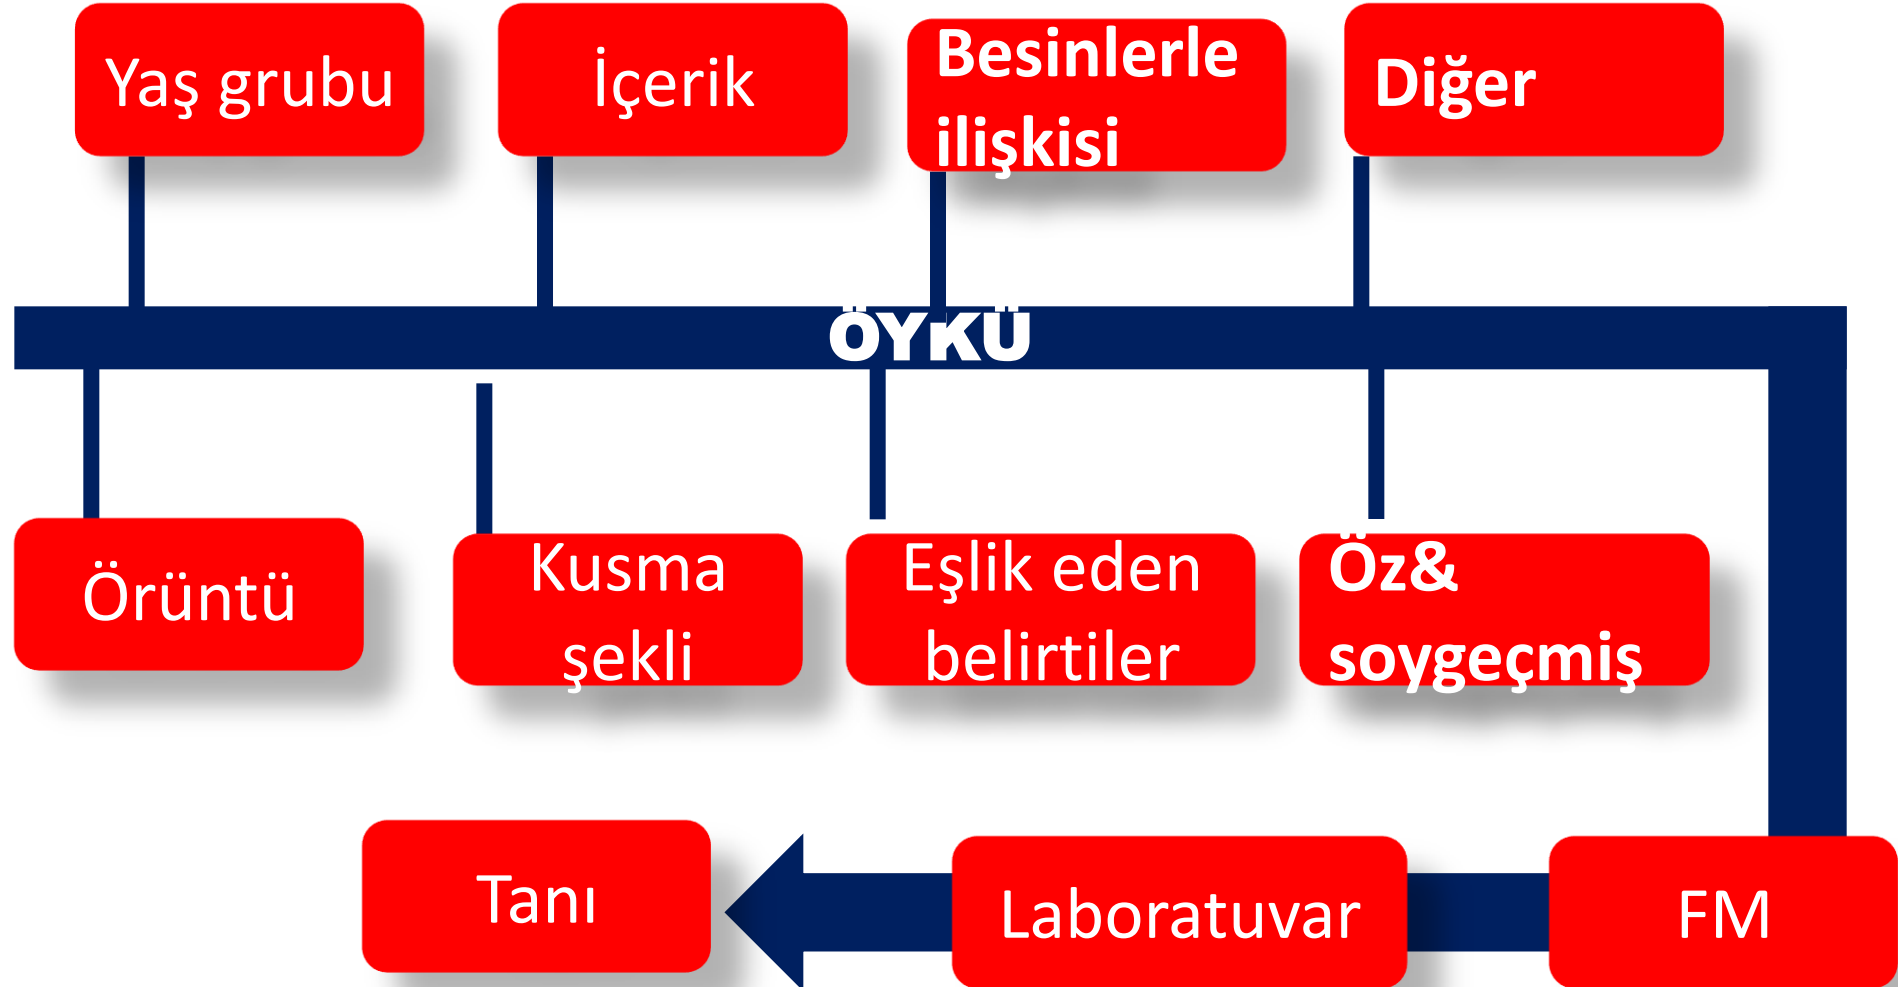 Yaş grubu
İçerik
Besinlerle
ilişkisi
Diğer
ÖYKÜ
Örüntü
Kusma
şekli
Eşlik eden
belirtiler
Öz&
soygeçmiş
Tanı
Laboratuvar
FM